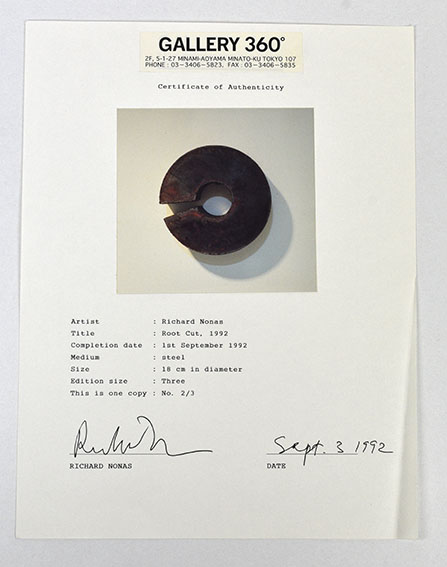 GALLERY 360°
2F, 5-1-27 MINAMI-AOYAMA MINATO-KU TOKYO 107
PHONE : 03-3406-5823, FAX : 03-3406-5835
Certificate of Authenticity
Artist : Richard Nonas
Title : Root Cut, 1992
Completion date : 1st September 1992
Medium : steel
Size : 18 cm in diameter
Edition size : Three
This is one copy : No. 2/3
Sept. 3 1992
RICHARD NONAS DATE